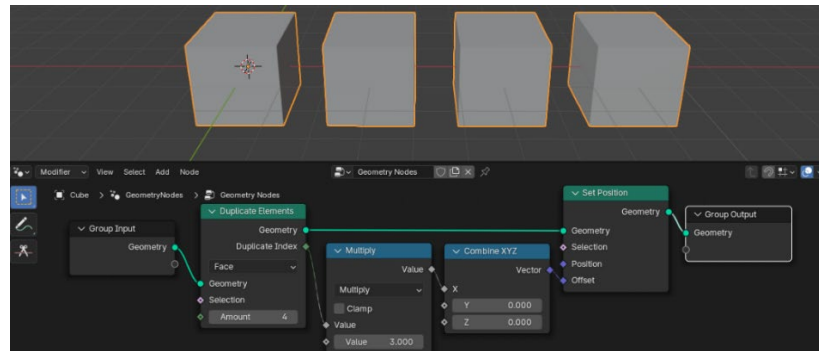 Modifier View Select Add Node Geometry Nodes
Cube > GeometryNodes > Geometry Nodes
Group Input
Geometry
Duplicate Elements
Geometry
Duplicate Index
Face
Geometry
Selection
Amount 4
Multiply
Value
Multiply
Clamp
Value
Value 3.000
Combine XYZ
Vector
X
Y 0.000
Z 0.000
Set Position
Geometry
Geometry
Selection
Position
Offset
Group Output
Geometry